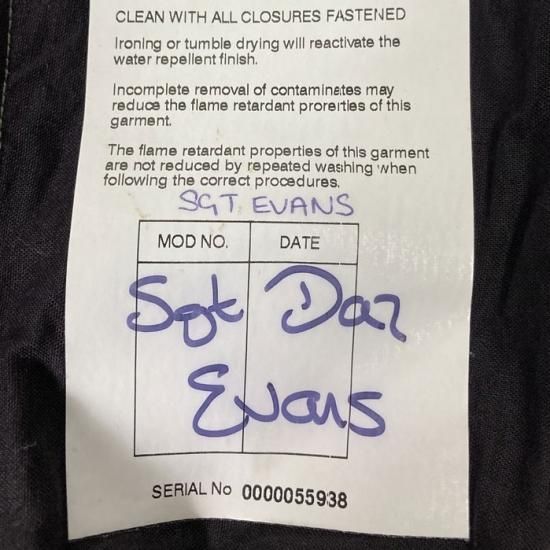 CLEAN WITH ALL CLOSURES FASTENED
Ironing or tumble drying will reactivate the
water repellent finish.
Incomplete removal of contaminates may
reduce the flame retardant prorerties of this
garment.
The flame retardant properties of this garment
are not reduced by repeated washing when
following the correct procedures.
SGT EVANS
MOD NO. DATE
Sgt Daz
Evans
SERIAL No 0000055938